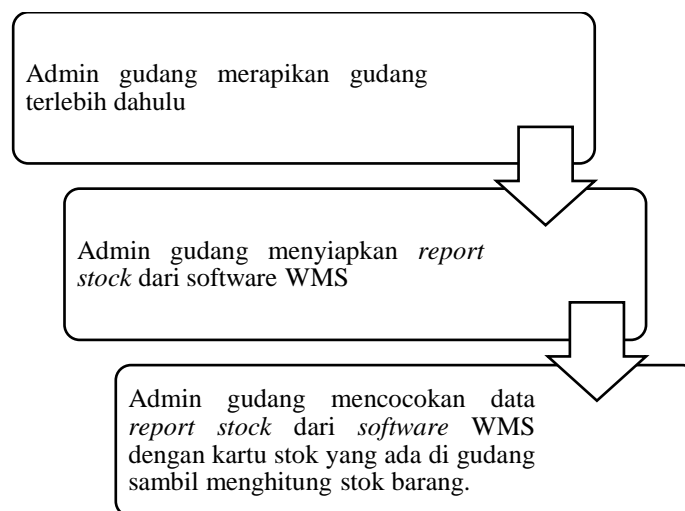 Admin gudang merapikan gudang
terlebih dahulu
Admin gudang menyiapkan report
stock dari software WMS
Admin gudang mencocokan data
report stock dari software WMS
dengan kartu stok yang ada di gudang
sambil menghitung stok barang.